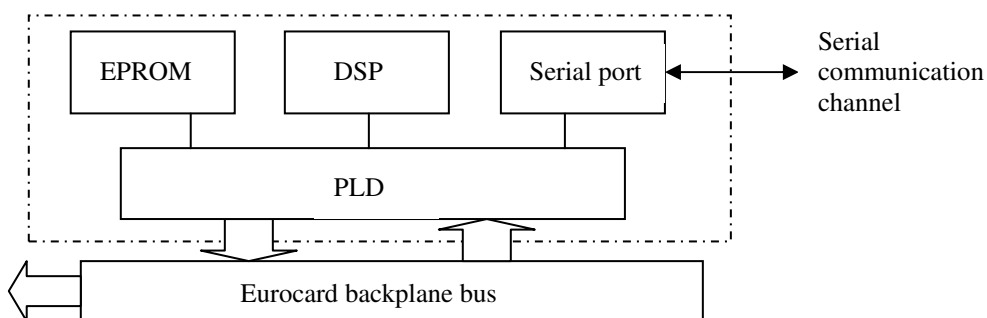 EPROM
DSP
Serial port
Serial
communication
channel
PLD
Eurocard backplane bus